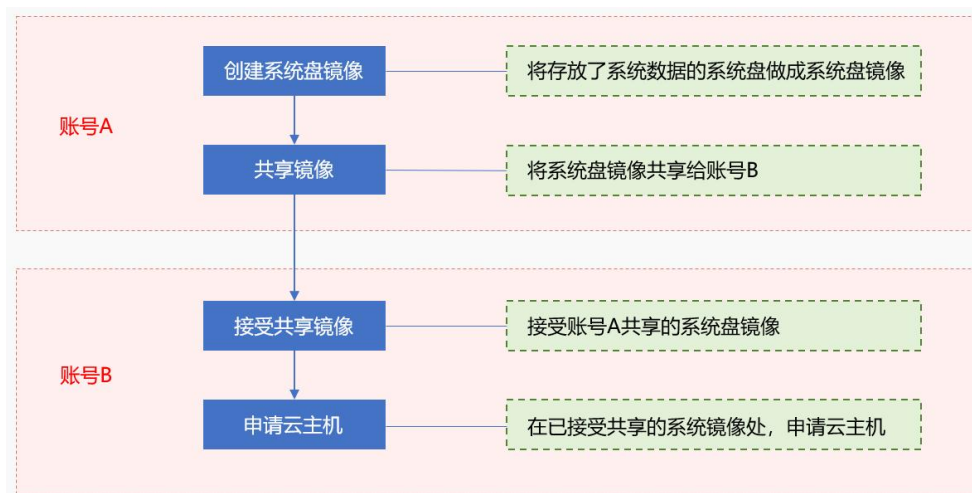 创建系统盘镜像
将存放了系统数据的系统盘做成系统盘镜像
账号A
共享镜像
将系统盘镜像共享给账号B
接受共享镜像
接受账号A共享的系统盘镜像
账号B
申请云主机
在已接受共享的系统镜像处，申请云主机